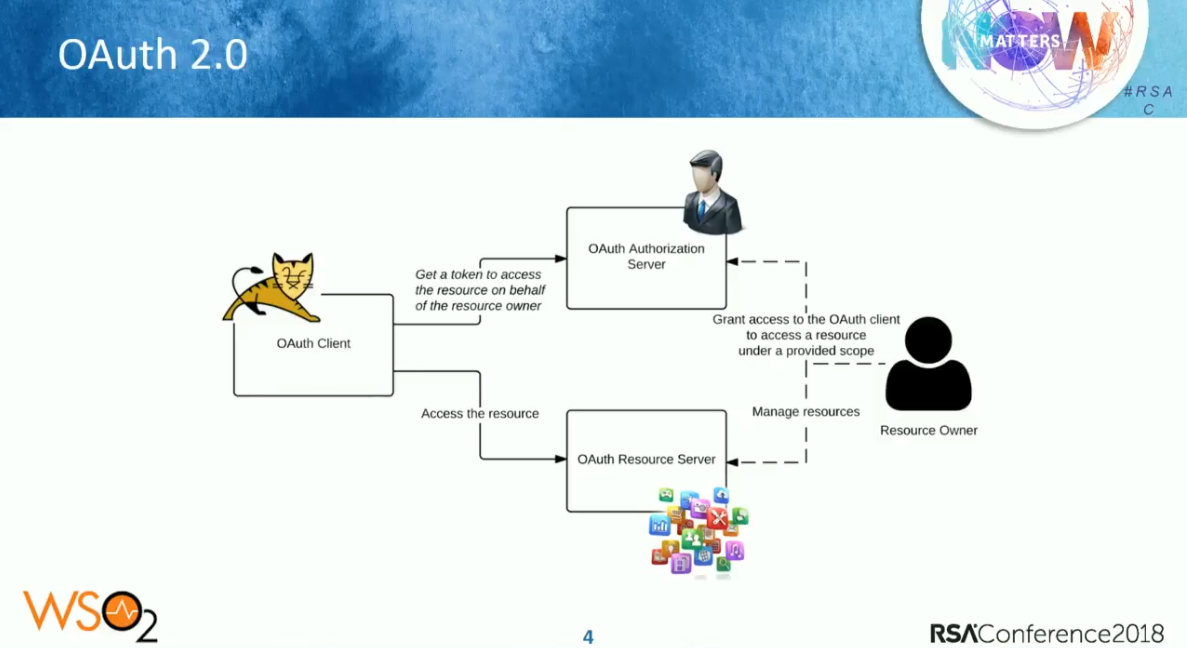 OAuth 2.0
NOW
MATTERS
#RSA
C
OAuth Authorization
Server
Get a token to access
the resource on behalf
of the resource owner
OAuth Client
Grant access to the OAuth client
to access a resource
under a provided scope
Access the resource
Manage resources
Resource Owner
OAuth Resource Server
WSO2
4
RSAConference2018